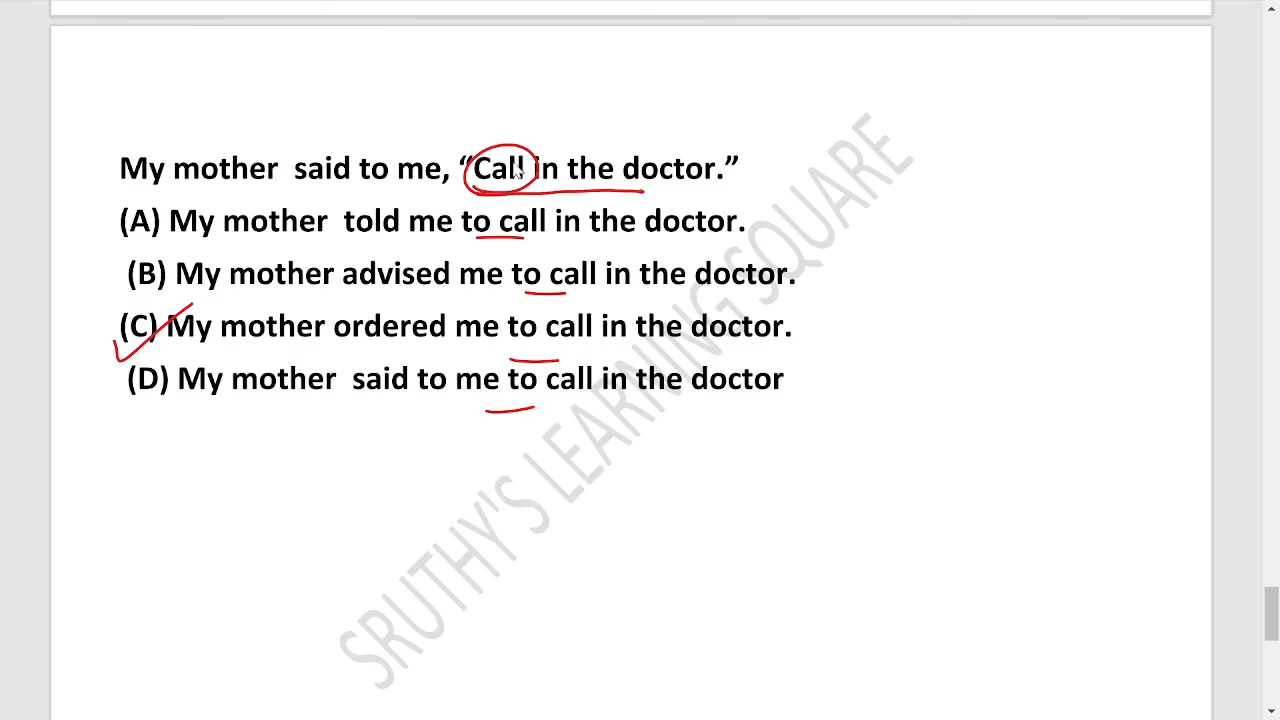 My mother  said to me, “Call in the doctor.”
(A) My mother  told me to call in the doctor.
(B) My mother advised me to call in the doctor.
(C) My mother ordered me to call in the doctor.
(D) My mother  said to me to call in the doctor
SRUTHY'S LEARNING SQUARE